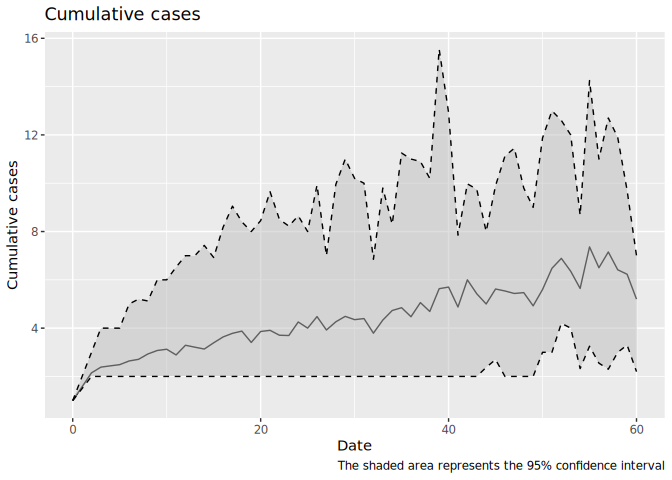 Cumulative cases
Cumulative cases
16
12
8
4
0
20
40
60
Date
The shaded area represents the 95% confidence interval